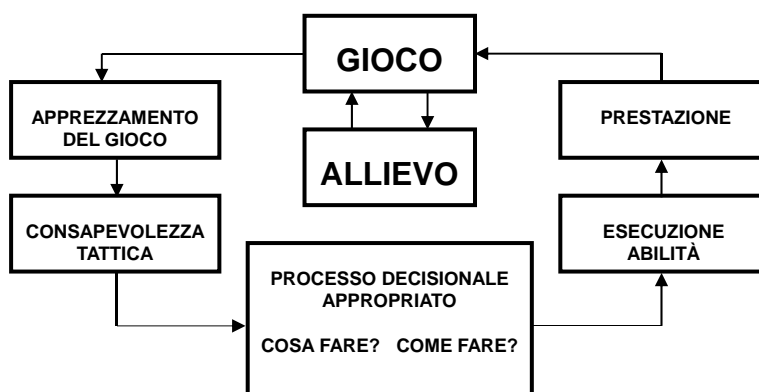 GIOCO
ALLIEVO
APPREZZAMENTO
DEL GIOCO
CONSAPEVOLEZZA
TATTICA
PROCESSO DECISIONALE
APPROPRIATO
COSA FARE? COME FARE?
ESECUZIONE
ABILITÀ
PRESTAZIONE